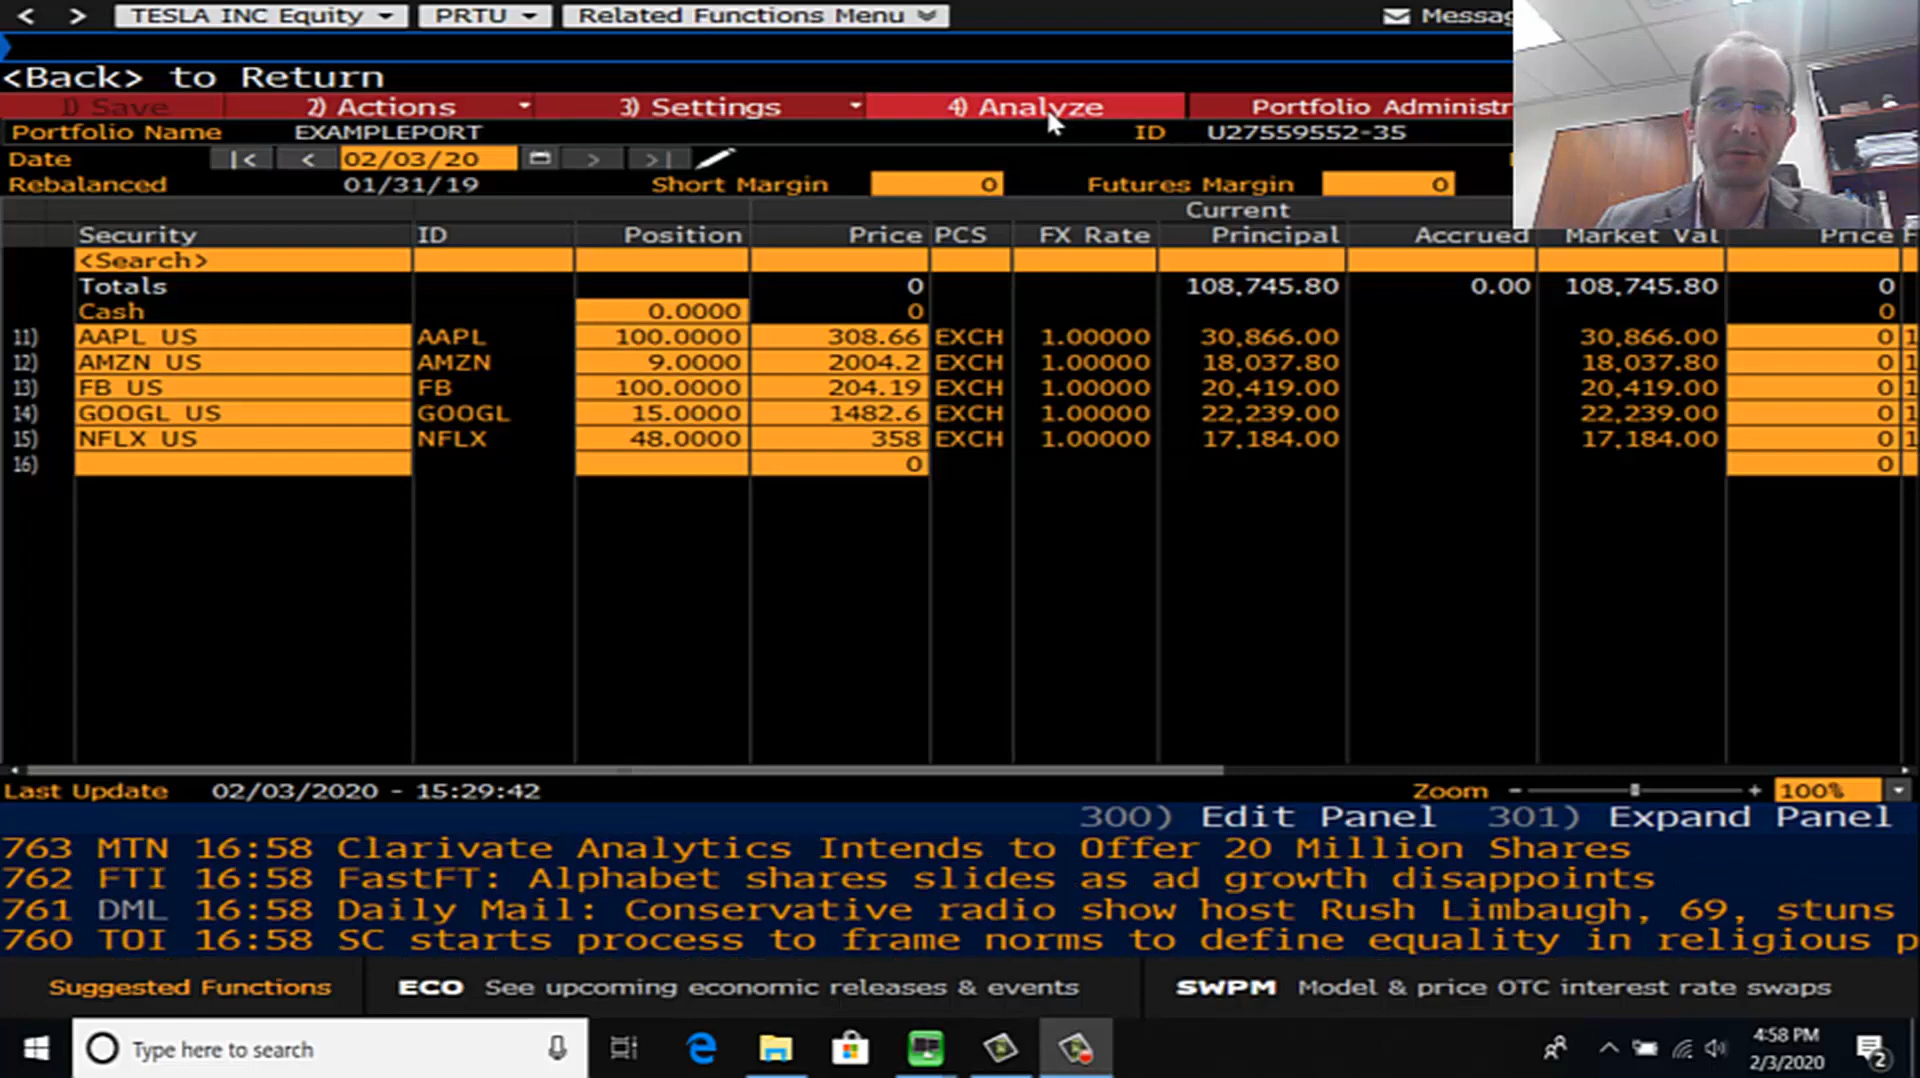 < > TESLA INC Equity PRTU Related Functions Menu Messag
<Back> to Return
1) Save 2) Actions 3) Settings 4) Analyze Portfolio Administr
Portfolio Name EXAMPLEPORT ID U27559552-35
Date |< < 02/03/20 > >|
Rebalanced 01/31/19 Short Margin 0 Futures Margin 0
Current
Security ID Position Price PCS FX Rate Principal Accrued Market Val Price F
<Search>
Totals 0 108,745.80 0.00 108,745.80 0
Cash 0.0000 0 0
11) AAPL US AAPL 100.0000 308.66 EXCH 1.00000 30,866.00 30,866.00 0 1
12) AMZN US AMZN 9.0000 2004.2 EXCH 1.00000 18,037.80 18,037.80 0 1
13) FB US FB 100.0000 204.19 EXCH 1.00000 20,419.00 20,419.00 0 1
14) GOOGL US GOOGL 15.0000 1482.6 EXCH 1.00000 22,239.00 22,239.00 0 1
15) NFLX US NFLX 48.0000 358 EXCH 1.00000 17,184.00 17,184.00 0 1
16) 0 0
Last Update 02/03/2020 - 15:29:42 Zoom - + 100%
300) Edit Panel 301) Expand Panel
763 MTN 16:58 Clarivate Analytics Intends to Offer 20 Million Shares
762 FTI 16:58 FastFT: Alphabet shares slides as ad growth disappoints
761 DML 16:58 Daily Mail: Conservative radio show host Rush Limbaugh, 69, stuns
760 TOI 16:58 SC starts process to frame norms to define equality in religious p
Suggested Functions ECO See upcoming economic releases & events SWPM Model & price OTC interest rate swaps
Type here to search 4:58 PM
2/3/2020 2